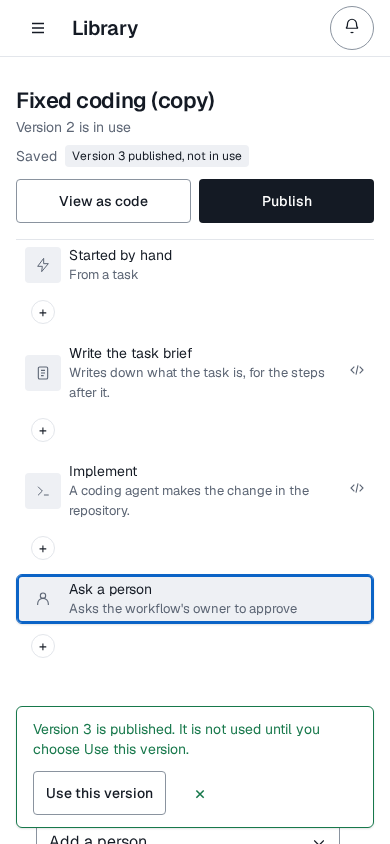 Library
Fixed coding (copy)
Version 2 is in use
Saved
Version 3 published, not in use
View as code
Publish
Started by hand
From a task
Write the task brief
Writes down what the task is, for the steps
after it.
Implement
A coding agent makes the change in the
repository.
Ask a person
Asks the workflow's owner to approve
Version 3 is published. It is not used until you
choose Use this version.
Use this version
Add a person